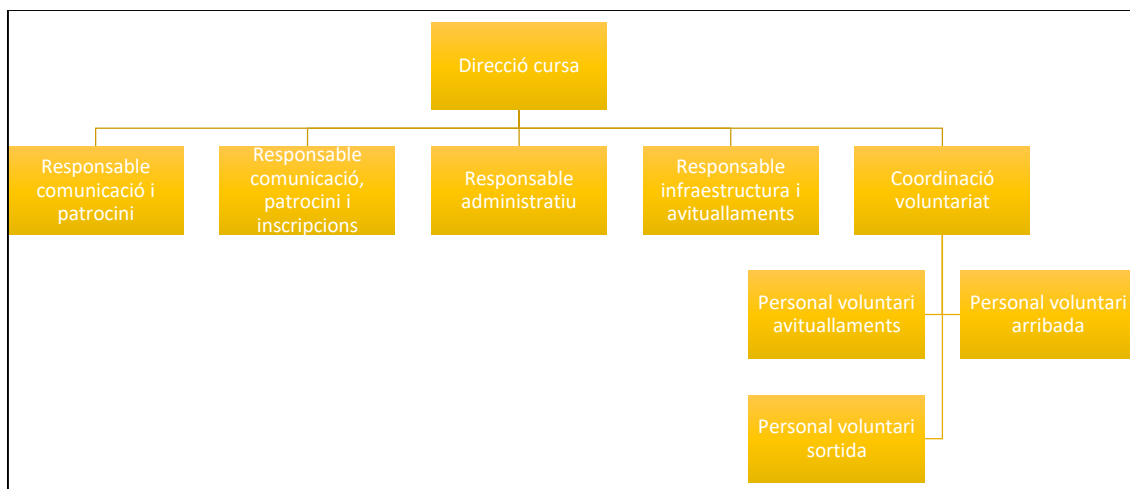 Direcció cursa
Responsable
comunicació i
patrocini
Responsable
comunicació,
patrocini i
inscripcions
Responsable
administratiu
Responsable
infraestructura i
avituallaments
Coordinació
voluntariat
Personal voluntari
avituallaments
Personal voluntari
arribada
Personal voluntari
sortida